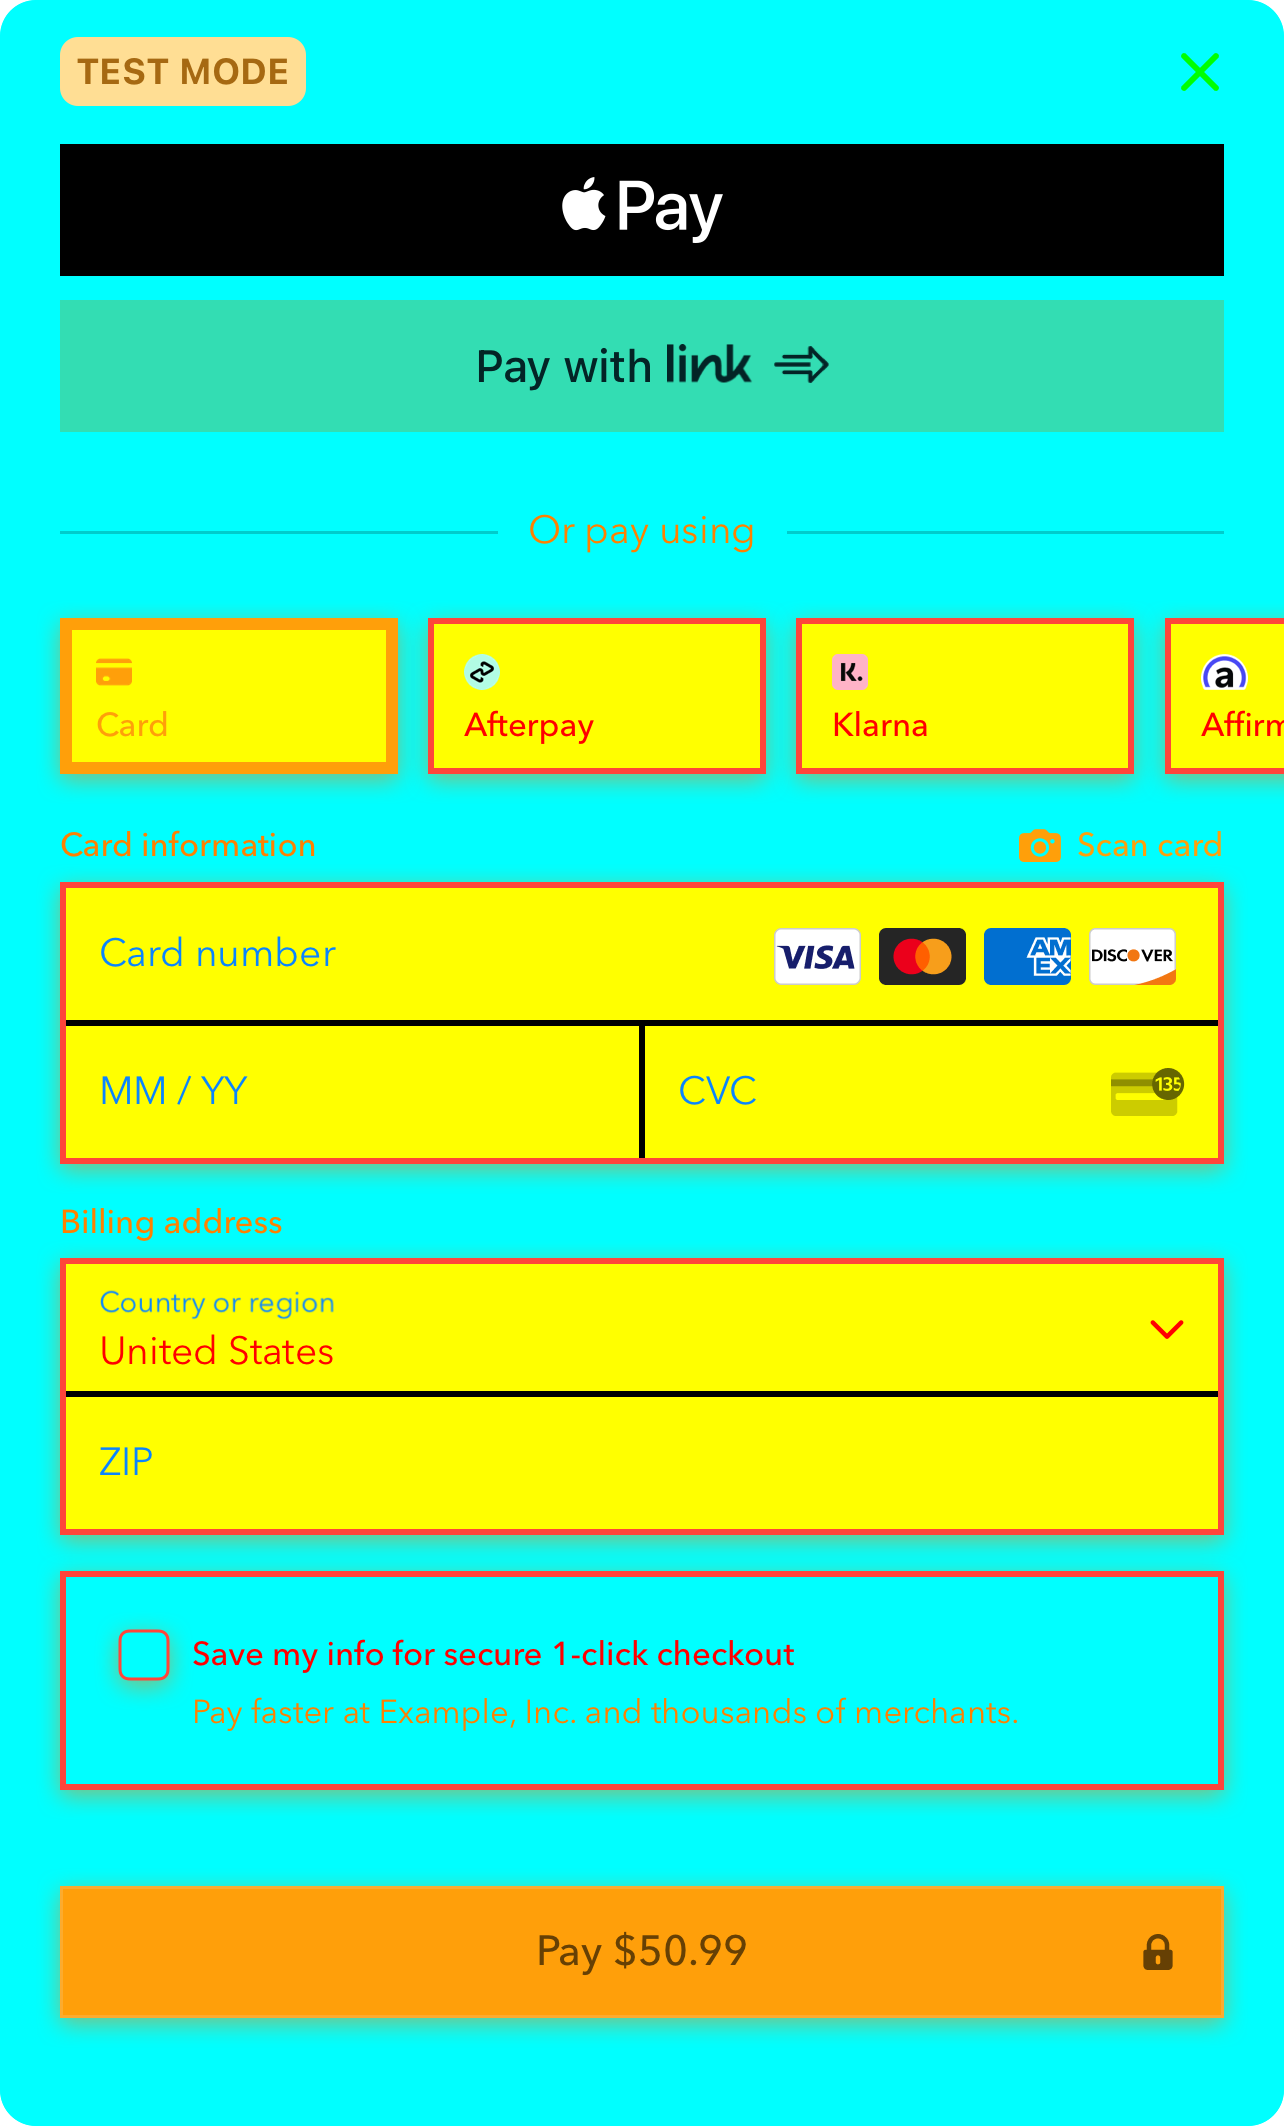 TEST MODE
Pay
Pay with link
Or pay using
Card
Afterpay
K.
Klarna
a
Affirm
Card information
Scan card
Card number
VISA
AM
EX
DISCOVER
MM / YY
CVC
135
Billing address
Country or region
United States
ZIP
Save my info for secure 1-click checkout
Pay faster at Example, Inc. and thousands of merchants.
Pay $50.99